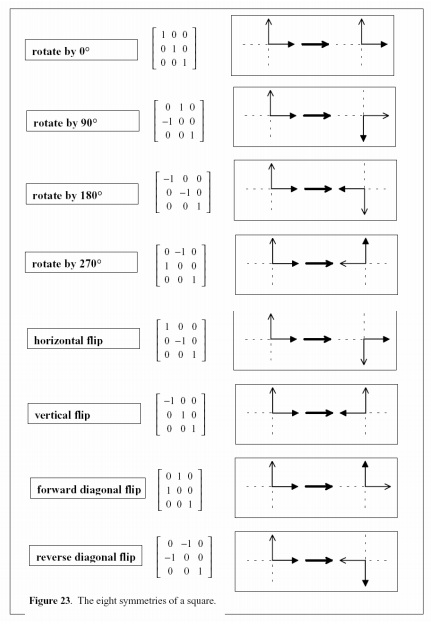 rotate by 0°
1 0 0
0 1 0
0 0 1
rotate by 90°
0 1 0
−1 0 0
0 0 1
rotate by 180°
−1 0 0
0 −1 0
0 0 1
rotate by 270°
0 −1 0
1 0 0
0 0 1
horizontal flip
1 0 0
0 −1 0
0 0 1
vertical flip
−1 0 0
0 1 0
0 0 1
forward diagonal flip
0 1 0
1 0 0
0 0 1
reverse diagonal flip
0 −1 0
−1 0 0
0 0 1
Figure 23. The eight symmetries of a square.